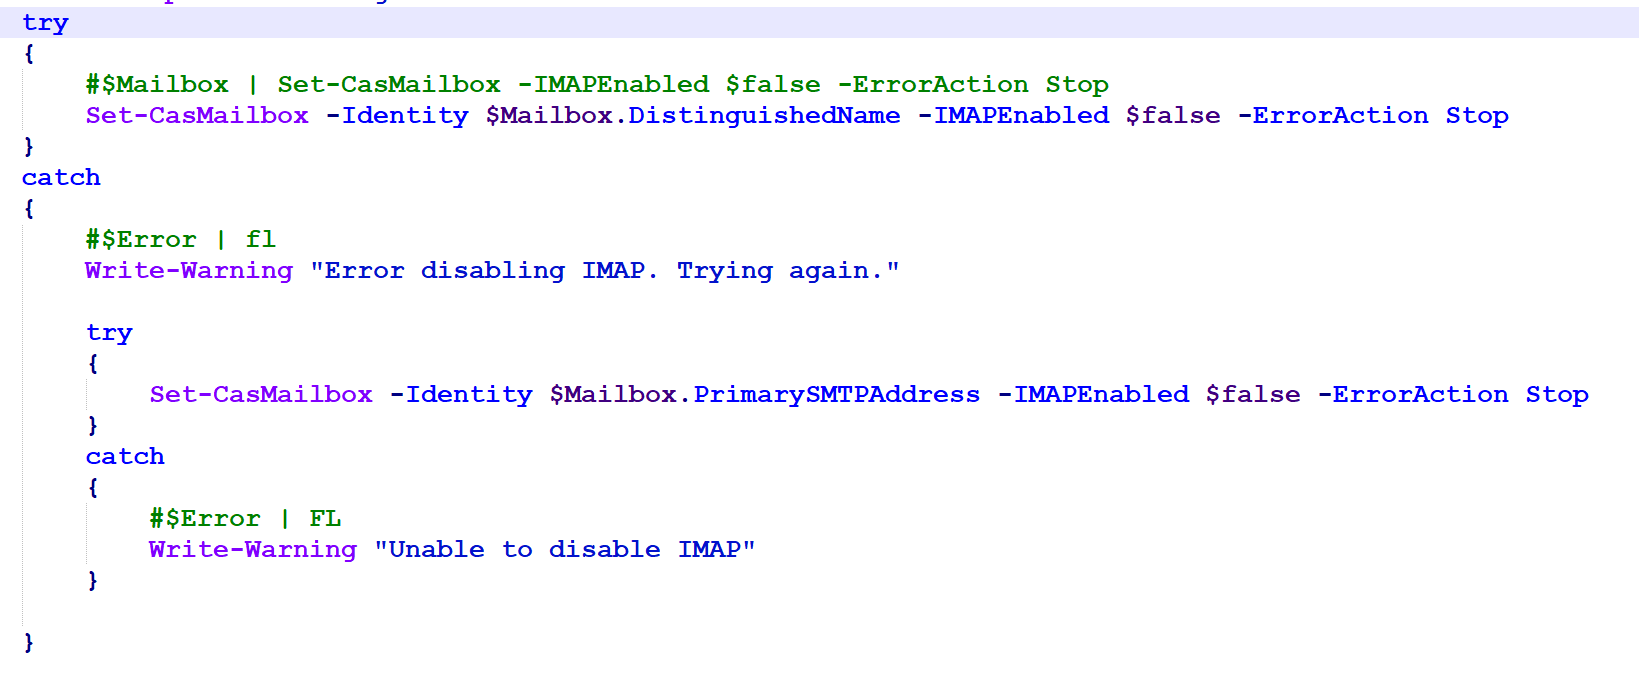 try
{
    #$Mailbox | Set-CasMailbox -IMAPEnabled $false -ErrorAction Stop
    Set-CasMailbox -Identity $Mailbox.DistinguishedName -IMAPEnabled $false -ErrorAction Stop
}
catch
{
    #$Error | fl
    Write-Warning "Error disabling IMAP. Trying again."

    try
    {
        Set-CasMailbox -Identity $Mailbox.PrimarySMTPAddress -IMAPEnabled $false -ErrorAction Stop
    }
    catch
    {
        #$Error | FL
        Write-Warning "Unable to disable IMAP"
    }

}